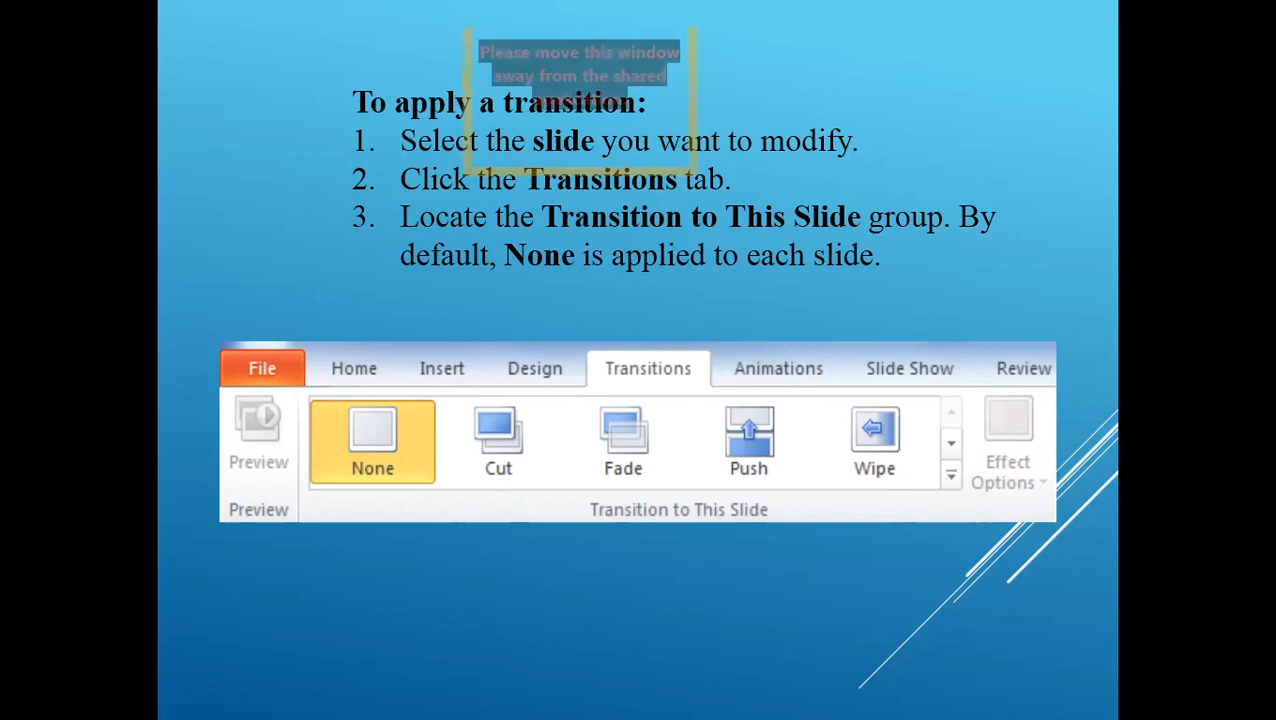 Please move this window
away from the shared
To apply a transition:
1. Select the slide you want to modify.
2. Click the Transitions tab.
3. Locate the Transition to This Slide group. By
default, None is applied to each slide.
File Home Insert Design Transitions Animations Slide Show Review
Preview None Cut Fade Push Wipe Effect
Options
Preview Transition to This Slide